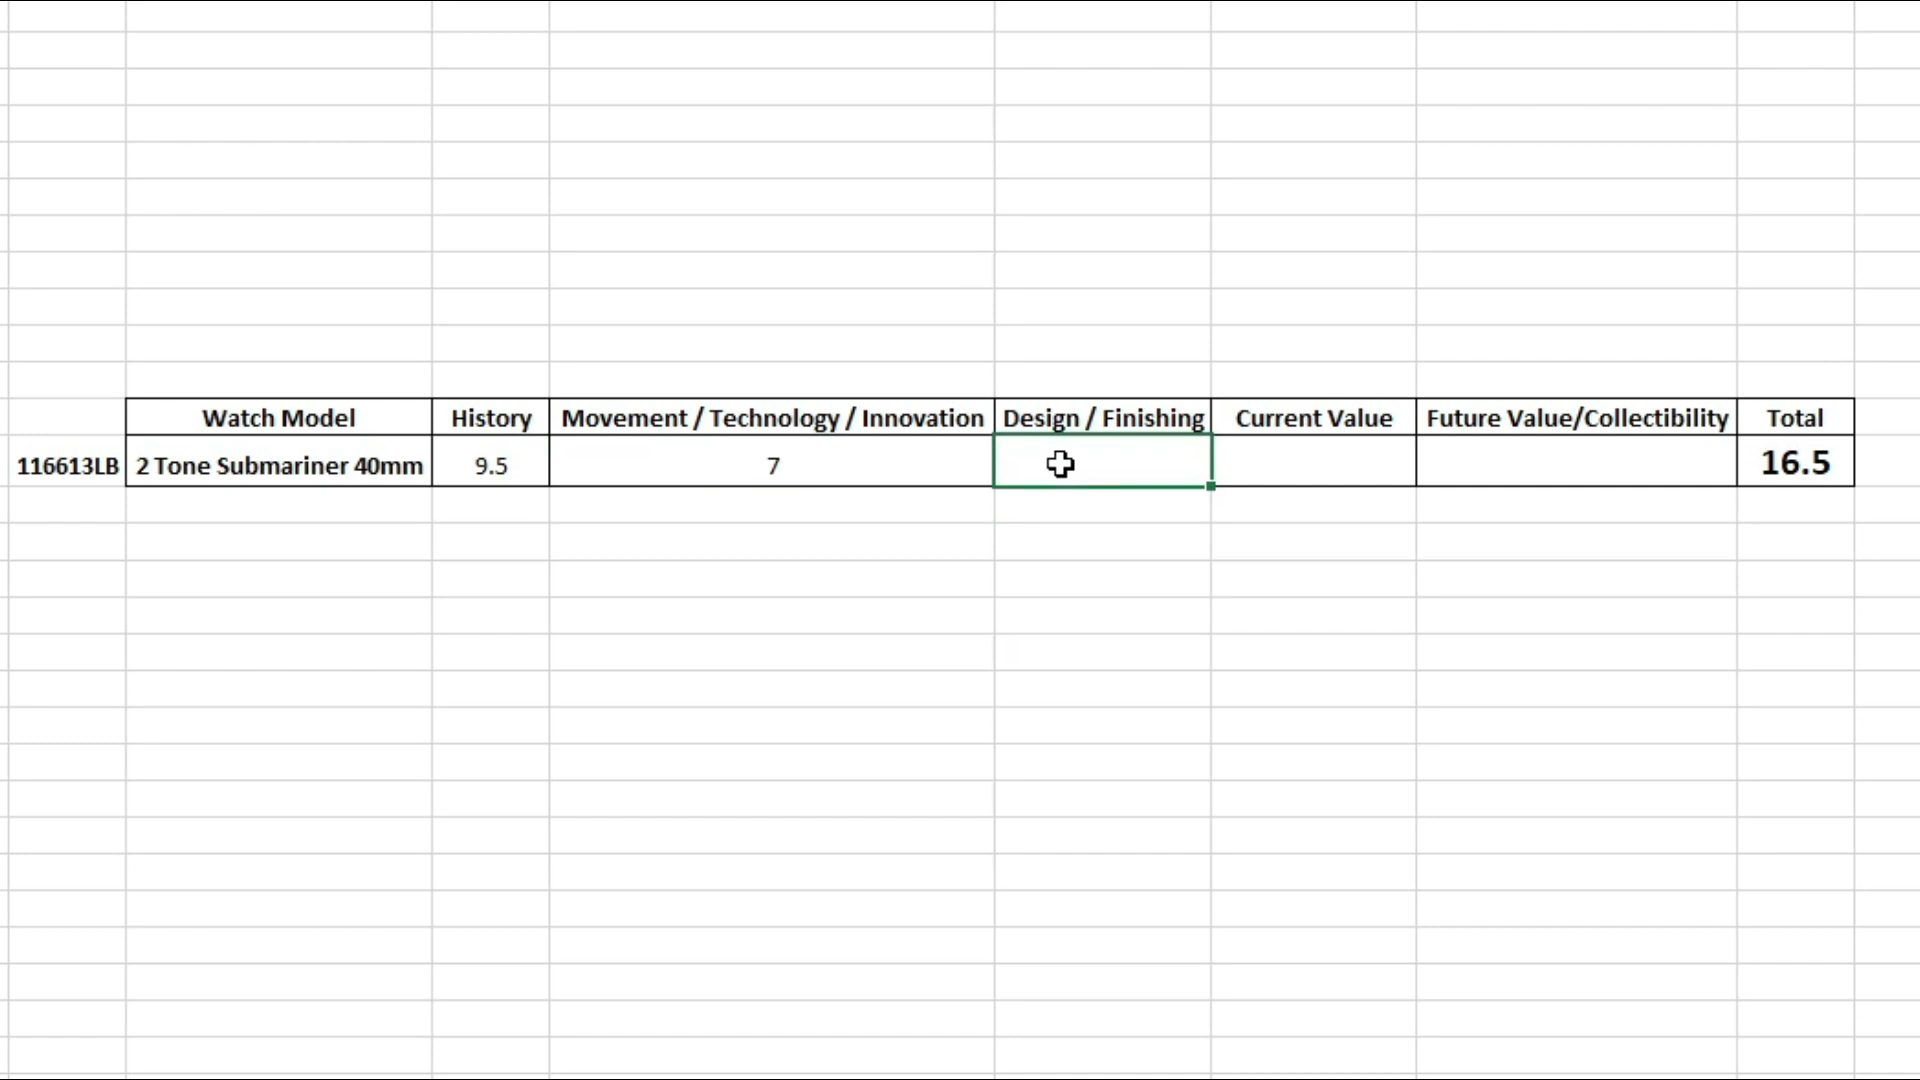 Watch Model History Movement / Technology / Innovation Design / Finishing Current Value Future Value/Collectibility Total
116613LB 2 Tone Submariner 40mm 9.5 7 16.5